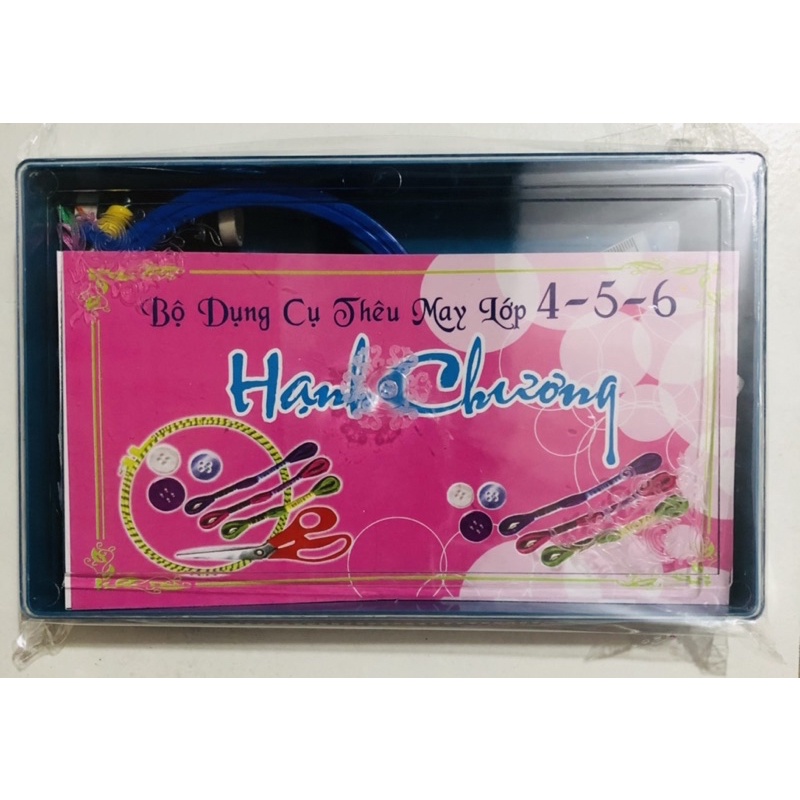 Bộ Dụng Cụ Thêu May Lớp 4-5-6
Hạnh Chương